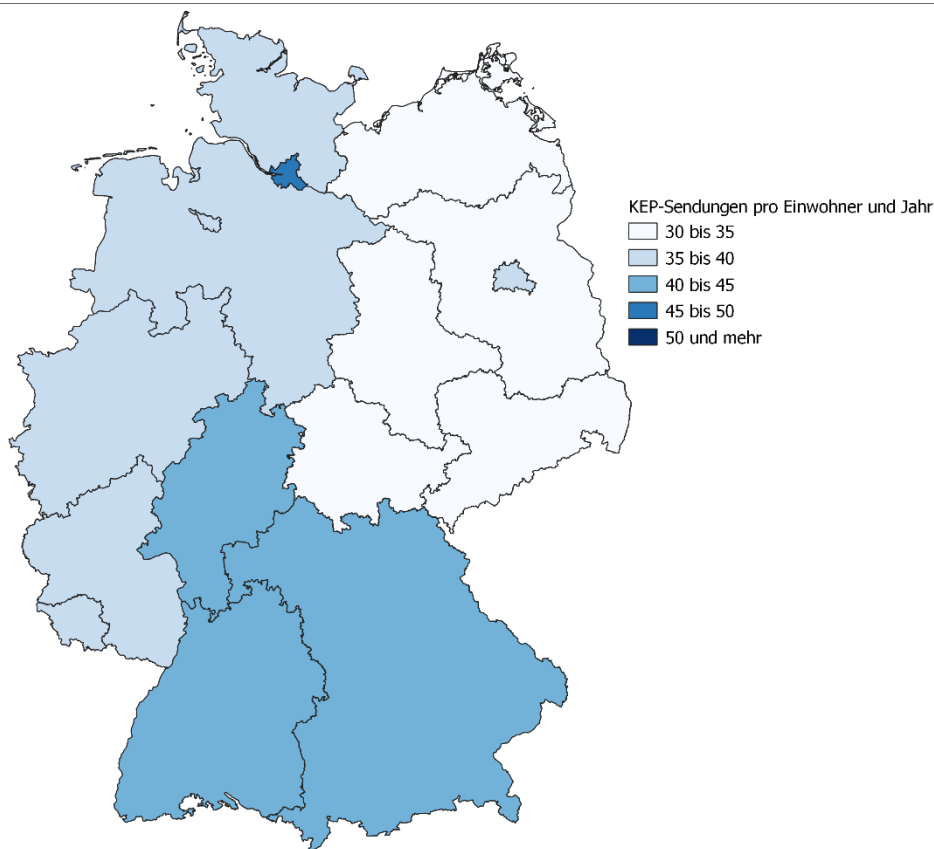 KEP-Sendungen pro Einwohner und Jahr
30 bis 35
35 bis 40
40 bis 45
45 bis 50
50 und mehr